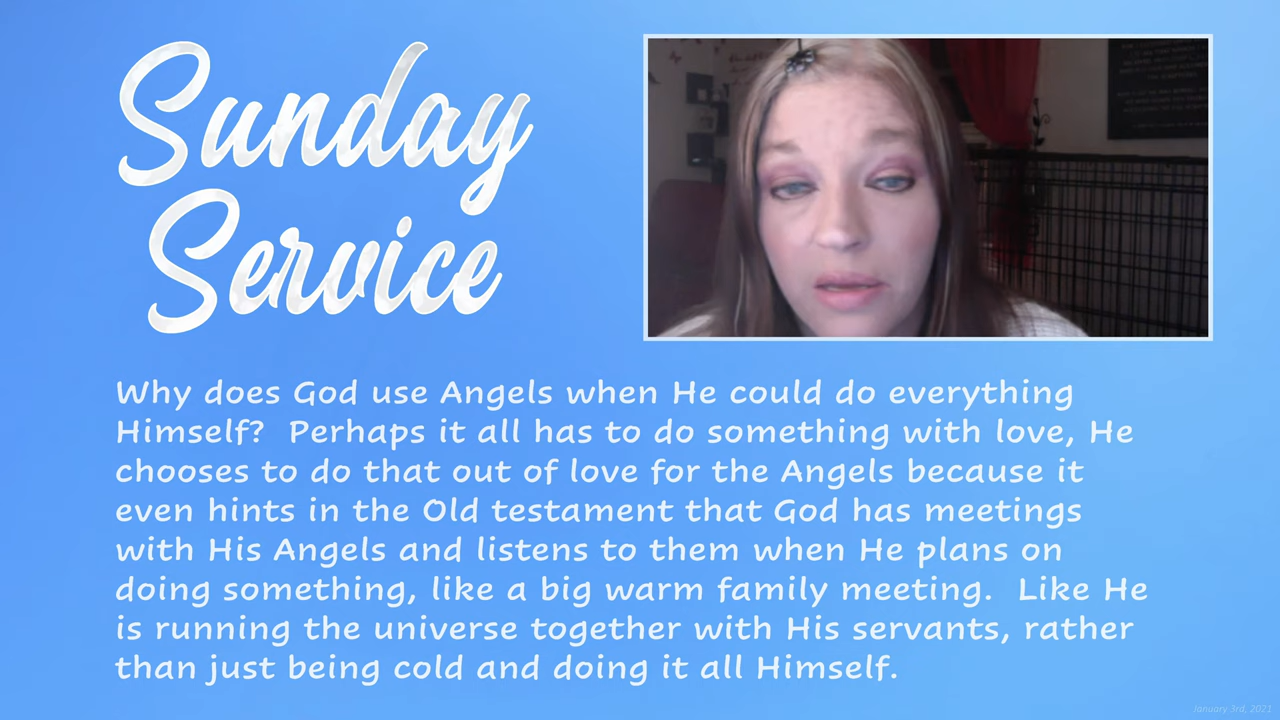 Sunday
Service
Why does God use Angels when He could do everything
Himself?  Perhaps it all has to do something with love, He
chooses to do that out of love for the Angels because it
even hints in the Old testament that God has meetings
with His Angels and listens to them when He plans on
doing something, like a big warm family meeting.  Like He
is running the universe together with His servants, rather
than just being cold and doing it all Himself.
January 3rd, 2021